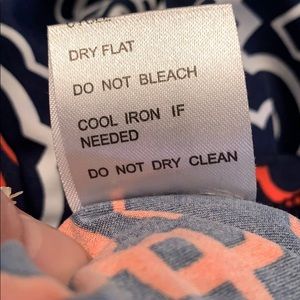 DRY FLAT
DO NOT BLEACH
COOL IRON IF
NEEDED
DO NOT DRY CLEAN